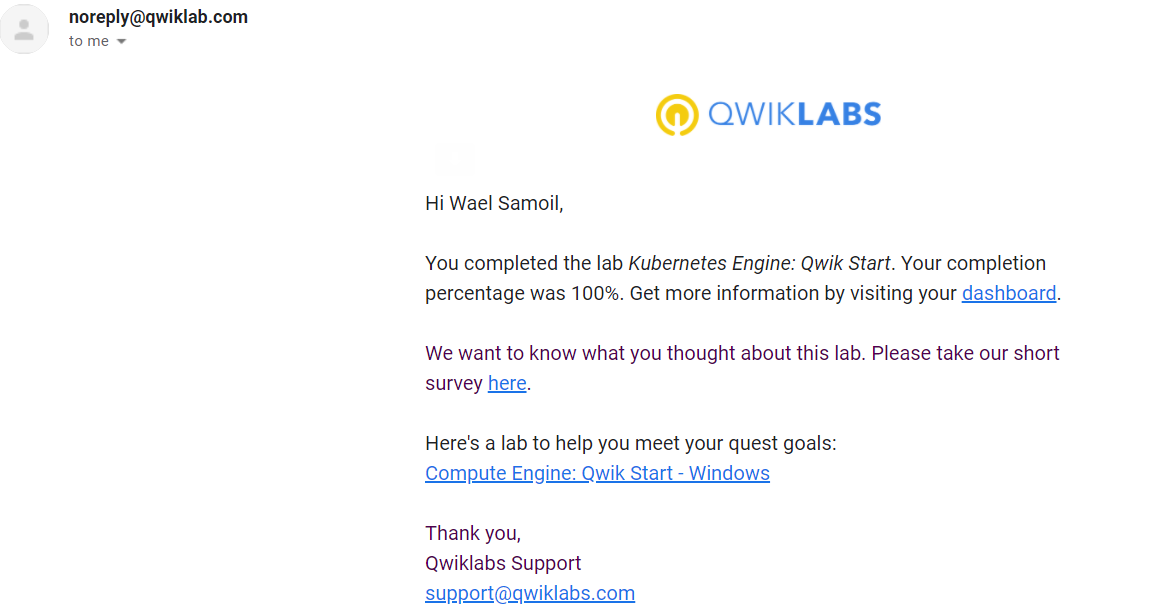 noreply@qwiklab.com
to me
QWIKLABS
Hi Wael Samoil,
You completed the lab Kubernetes Engine: Qwik Start. Your completion
percentage was 100%. Get more information by visiting your dashboard.
We want to know what you thought about this lab. Please take our short
survey here.
Here's a lab to help you meet your quest goals:
Compute Engine: Qwik Start - Windows
Thank you,
Qwiklabs Support
support@qwiklabs.com